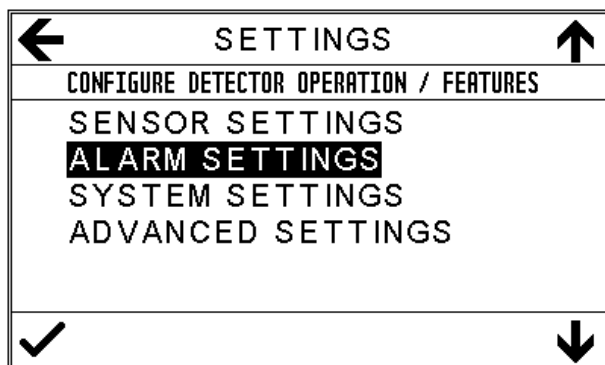 SETTINGS
CONFIGURE DETECTOR OPERATION / FEATURES
SENSOR SETTINGS
ALARM SETTINGS
SYSTEM SETTINGS
ADVANCED SETTINGS